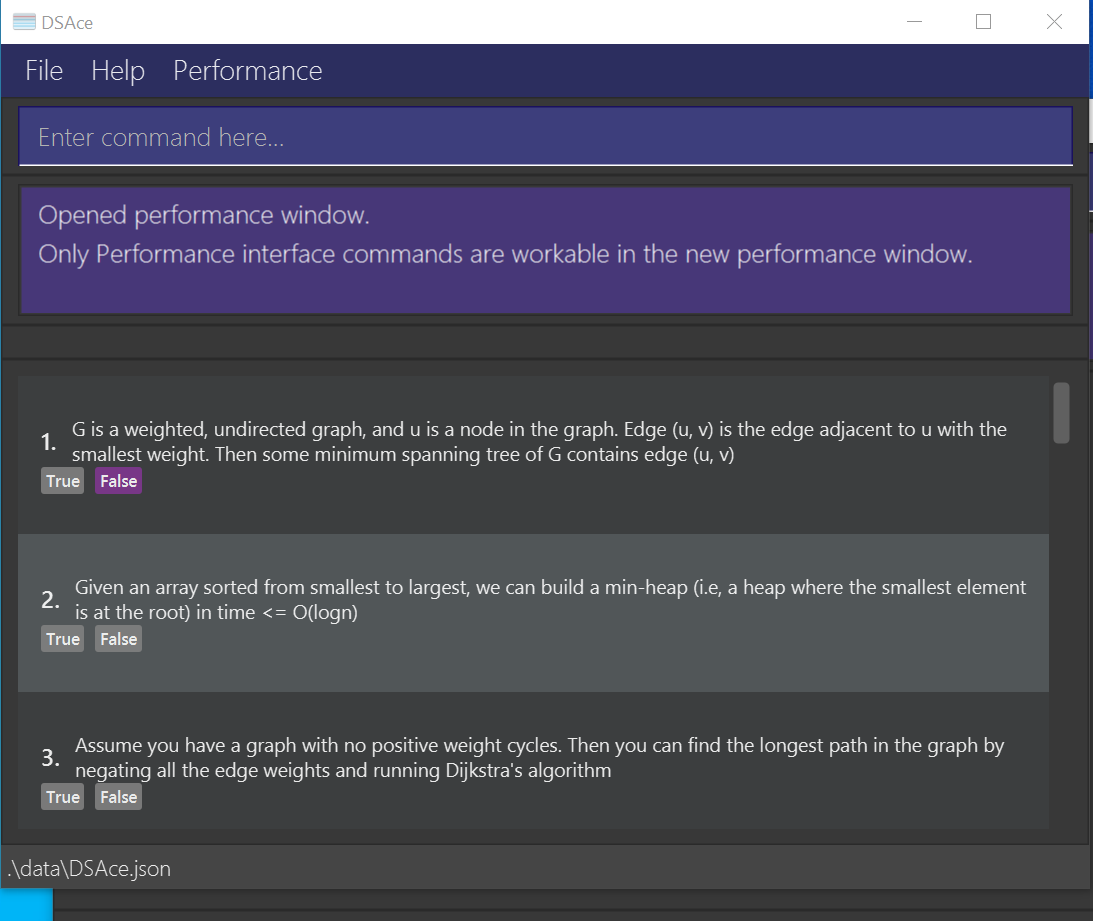 DSAce
File Help Performance
Enter command here...
Opened performance window.
Only Performance interface commands are workable in the new performance window.
1. G is a weighted, undirected graph, and u is a node in the graph. Edge (u, v) is the edge adjacent to u with the
smallest weight. Then some minimum spanning tree of G contains edge (u, v)
True False
2. Given an array sorted from smallest to largest, we can build a min-heap (i.e, a heap where the smallest element
is at the root) in time <= O(logn)
True False
3. Assume you have a graph with no positive weight cycles. Then you can find the longest path in the graph by
negating all the edge weights and running Dijkstra's algorithm
True False
.\data\DSAce.json